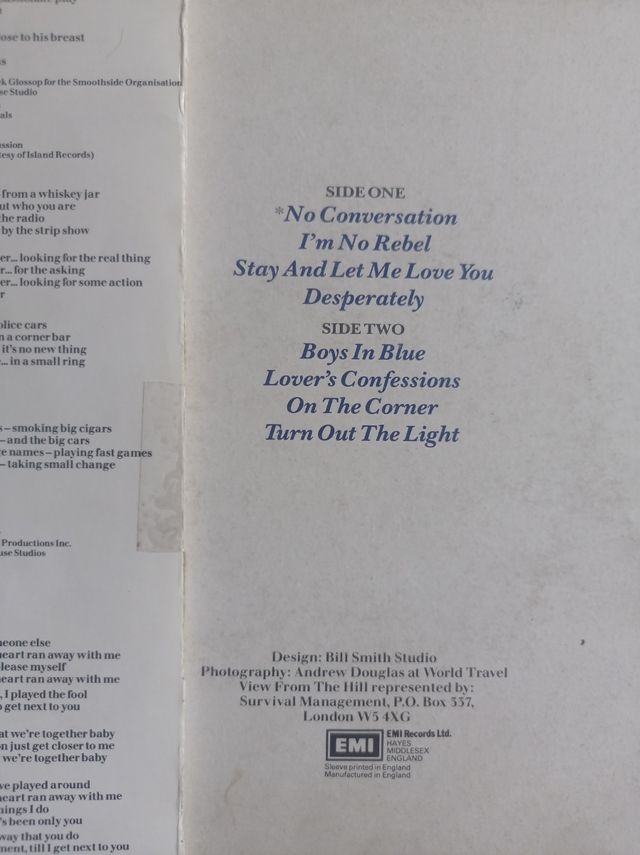 ose to his breast
k Glossop for the Smoothside Organisation
se Studio
als
ssion
tesy of Island Records)
from a whiskey jar
ut who you are
the radio
by the strip show
er... looking for the real thing
r... for the asking
er... looking for some action
r
olice cars
n a corner bar
it's no new thing
... in a small ring
s – smoking big cigars
– and the big cars
e names – playing fast games
– taking small change
Productions Inc.
use Studios
meone else
eart ran away with me
lease myself
eart ran away with me
, I played the fool
o get next to you
at we're together baby
n just get closer to me
we're together baby
ve played around
eart ran away with me
hings I do
's been only you
way that you do
ment, till I get next to you
SIDE ONE
*No Conversation
I'm No Rebel
Stay And Let Me Love You
Desperately
SIDE TWO
Boys In Blue
Lover's Confessions
On The Corner
Turn Out The Light
Design: Bill Smith Studio
Photography: Andrew Douglas at World Travel
View From The Hill represented by:
Survival Management, P.O. Box 337,
London W5 4XG
EMI
EMI Records Ltd.
HAYES
MIDDLESEX
ENGLAND
Sleeve printed in England
Manufactured in England